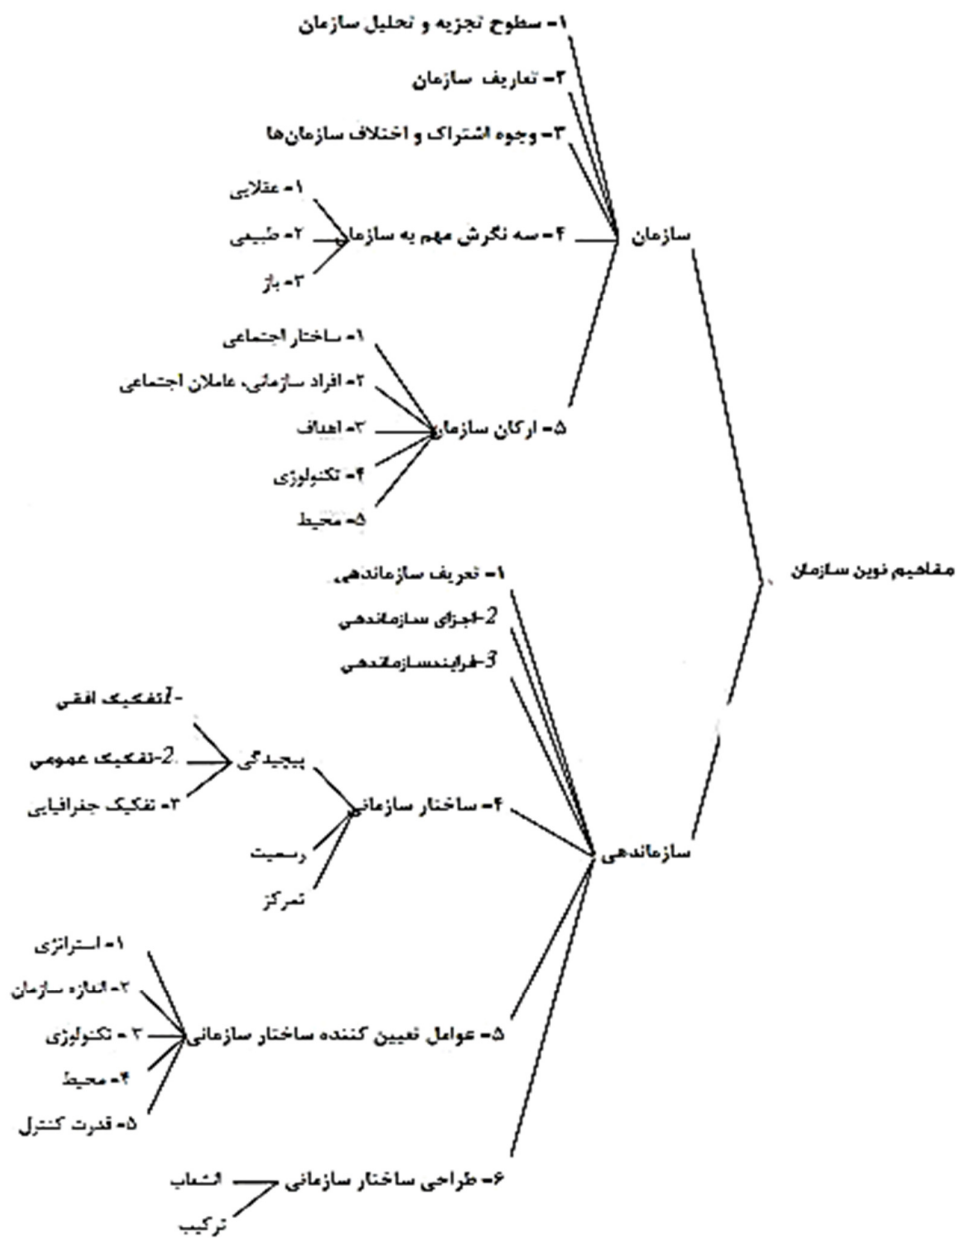 مفاهیم نوین سازمان
سازمان
۱- سطوح تجزیه و تحلیل سازمان
۲- تعاریف سازمان
۳- وجوه اشتراک و اختلاف سازمان‌ها
۴- سه نگرش مهم به سازمان
۱- عقلایی
۲- طبیعی
۳- باز
۵- ارکان سازمان
۱- ساختار اجتماعی
۲- افراد سازمانی، عاملان اجتماعی
۳- اهداف
۴- تکنولوژی
۵- محیط
سازماندهی
۱- تعریف سازماندهی
2-اجزای سازماندهی
3-فرایندسازماندهی
۴- ساختار سازمانی
پیچیدگی
1-تفکیک افقی
2-تفکیک عمومی
۳- تفکیک جغرافیایی
رسمیت
تمرکز
۵- عوامل تعیین کننده ساختار سازمانی
۱- استراتژی
۲- اندازه سازمان
۳- تکنولوژی
۴- محیط
۵- قدرت کنترل
۶- طراحی ساختار سازمانی
انشعاب
ترکیب